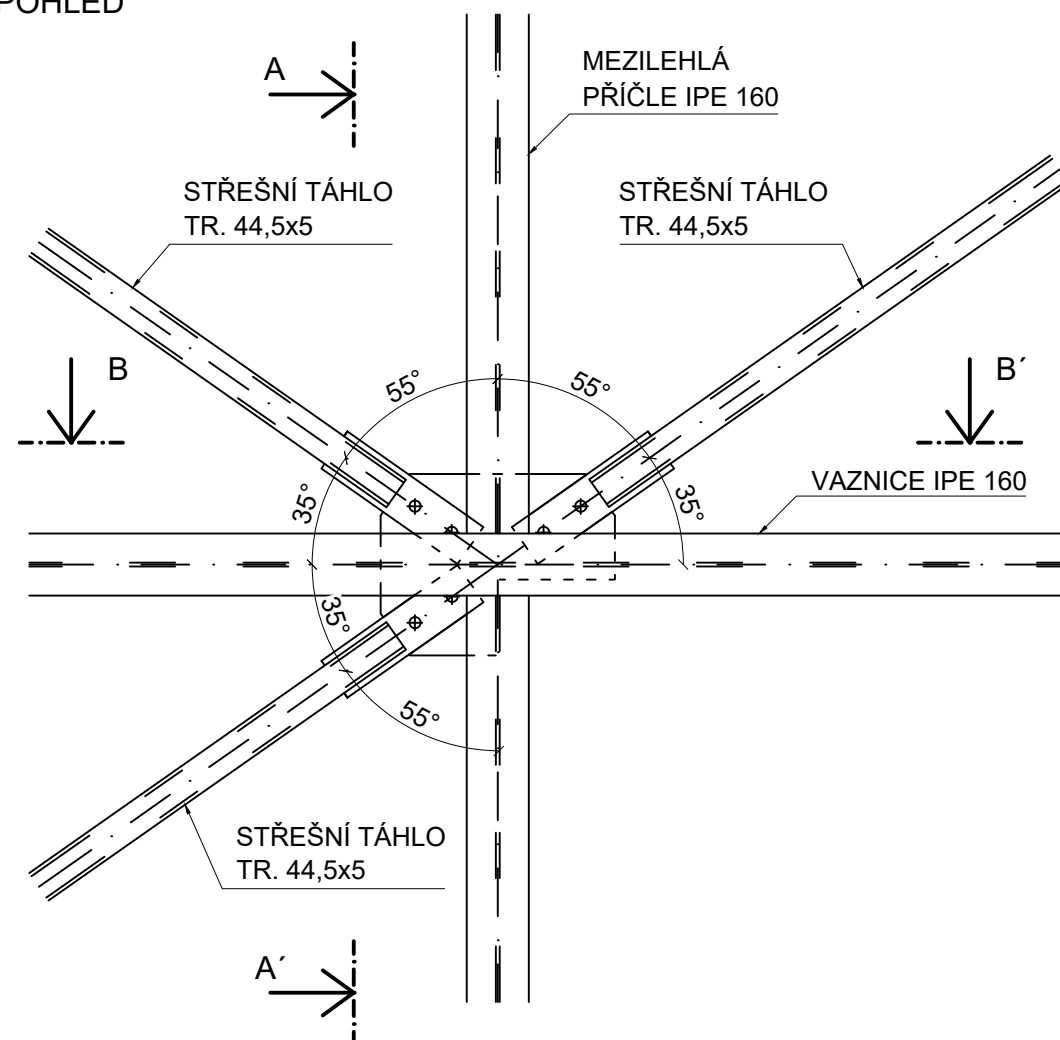 POHLED
A
MEZILEHLÁ
PŘÍČLE IPE 160
STŘEŠNÍ TÁHLO
TR. 44,5x5
STŘEŠNÍ TÁHLO
TR. 44,5x5
B
55°
55°
B´
VAZNICE IPE 160
35°
35°
35°
55°
STŘEŠNÍ TÁHLO
TR. 44,5x5
A´